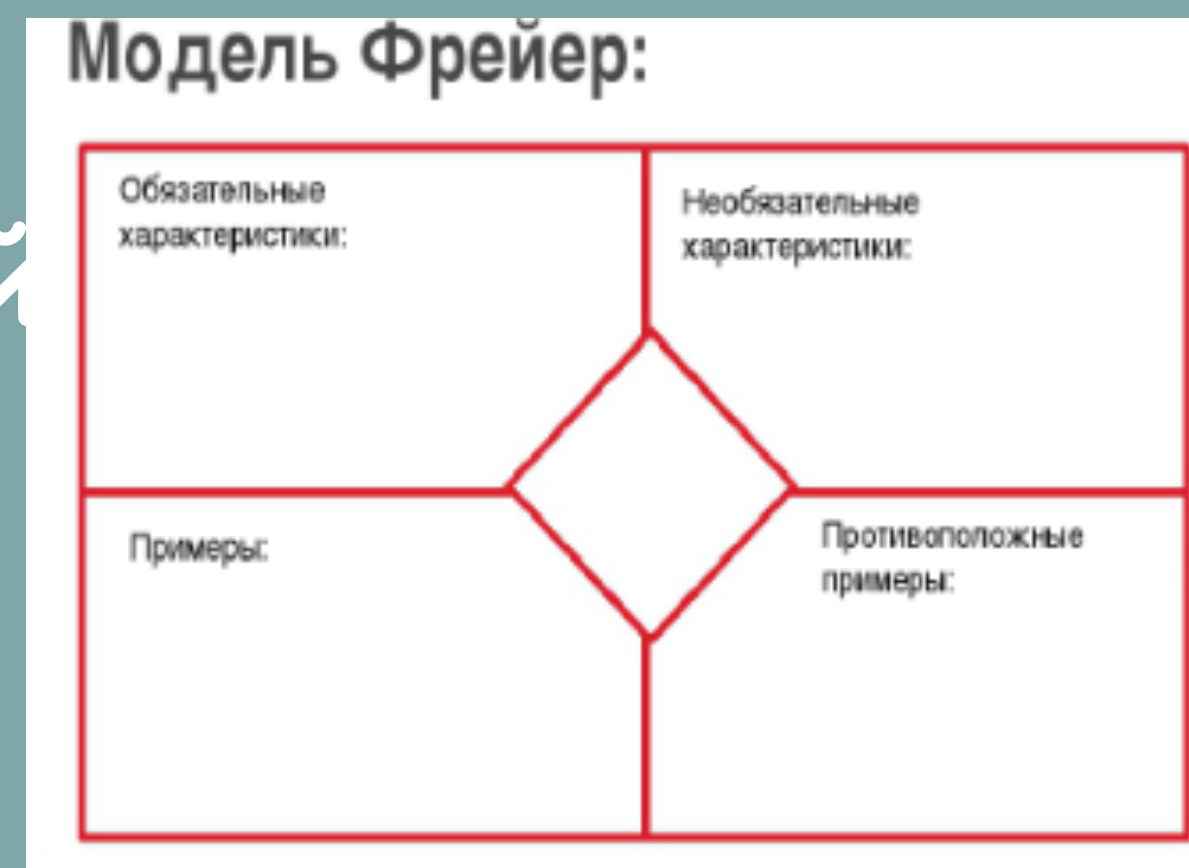 Модель Фрейер:
Обязательные
характеристики:
Необязательные
характеристики:
Примеры:
Противоположные
примеры: